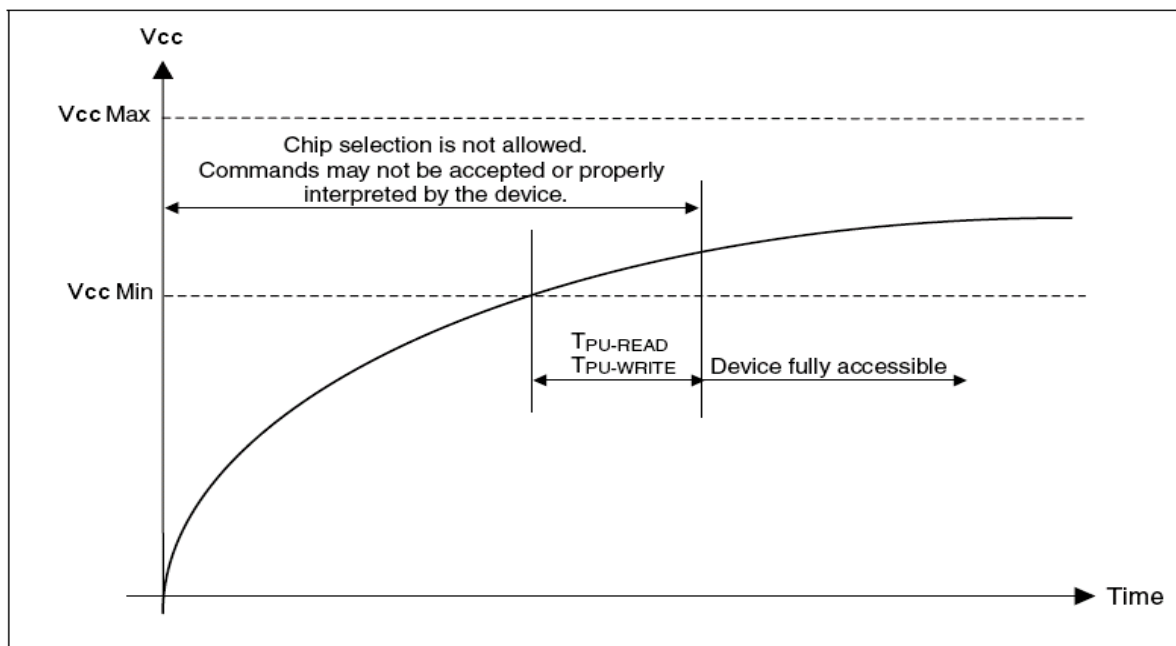 Vcc
Vcc Max
Chip selection is not allowed.
Commands may not be accepted or properly
interpreted by the device.
Vcc Min
TPU-READ
TPU-WRITE
Device fully accessible
Time